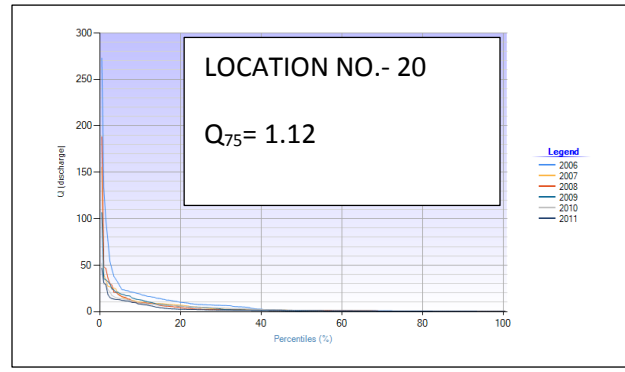 300
250
200
150
100
50
0
Q [discharge]
LOCATION NO.- 20
Q₇₅= 1.12
0 20 40 60 80 100
Percentiles (%)
Legend
2006
2007
2008
2009
2010
2011